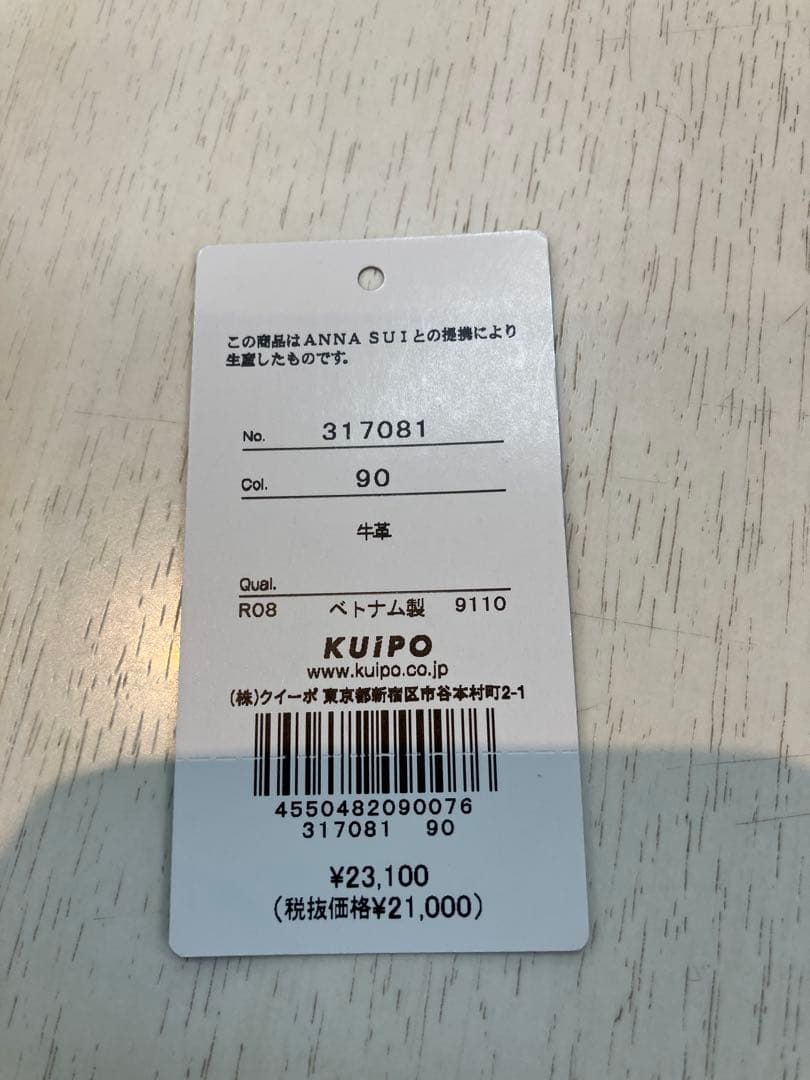 この商品はANNA SUIとの提携により
生産したものです。
No. 317081
Col. 90
牛革
Qual.
R08 ベトナム製 9110
KUiPO
www.kuipo.co.jp
(株)クイーポ 東京都新宿区市谷本村町2-1
4550482090076
317081 90
¥23,100
(税抜価格¥21,000)